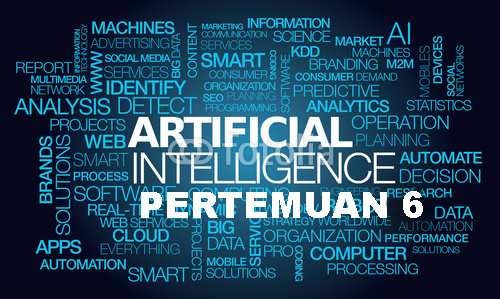 MACHINES
ADVERTISING
INFORMATION
TECHNOLOGY
BIG DATA
CONTENT
MARKETING
COMMUNICATION
SERVICES
INFORMATION
SCIENCE
MARKET AI
MACHINES
DEVICES
MOBILES
SOCIAL
NETWORKS
REPORT
WWW
SOCIAL MEDIA
SERVICES
SMART
CODING
KDD
BRANDING M2M
MULTIMEDIA
NETWORK
IDENTIFY
CONSUMER
ORGANIZATION
SOFTWARE
CONSUMER DEMAND
PREDICTIVE
ANALYSIS DETECT
SEO PLANNING
PROGRAMMING
ANALYTICS
STATISTICS
PROJECTS
OPERATION
PLANNING
WEB
ARTIFICIAL
INTELLIGENCE
fotolia
BRANDS
SOLUTIONS
SMART
PROCESS
AUTOMATE
DECISION
SOFTWARE
COMPUTING
ENGINEERING
RESEARCH
REAL-TIME
PERTEMUAN 6
DATA
WEB SERVICES
CLOUD
EVERYTHING
BIG
DATA
STRATEGY WORLDWIDE
ORGANIZATION
AUTOMATION
PERFORMANCE
SOLUTIONS
APPS
AUTOMATION
SMART
PROJECTS
MOBILE
SOLUTIONS
SERVICE
PROS
CODING
COMPUTER
PROCESSING